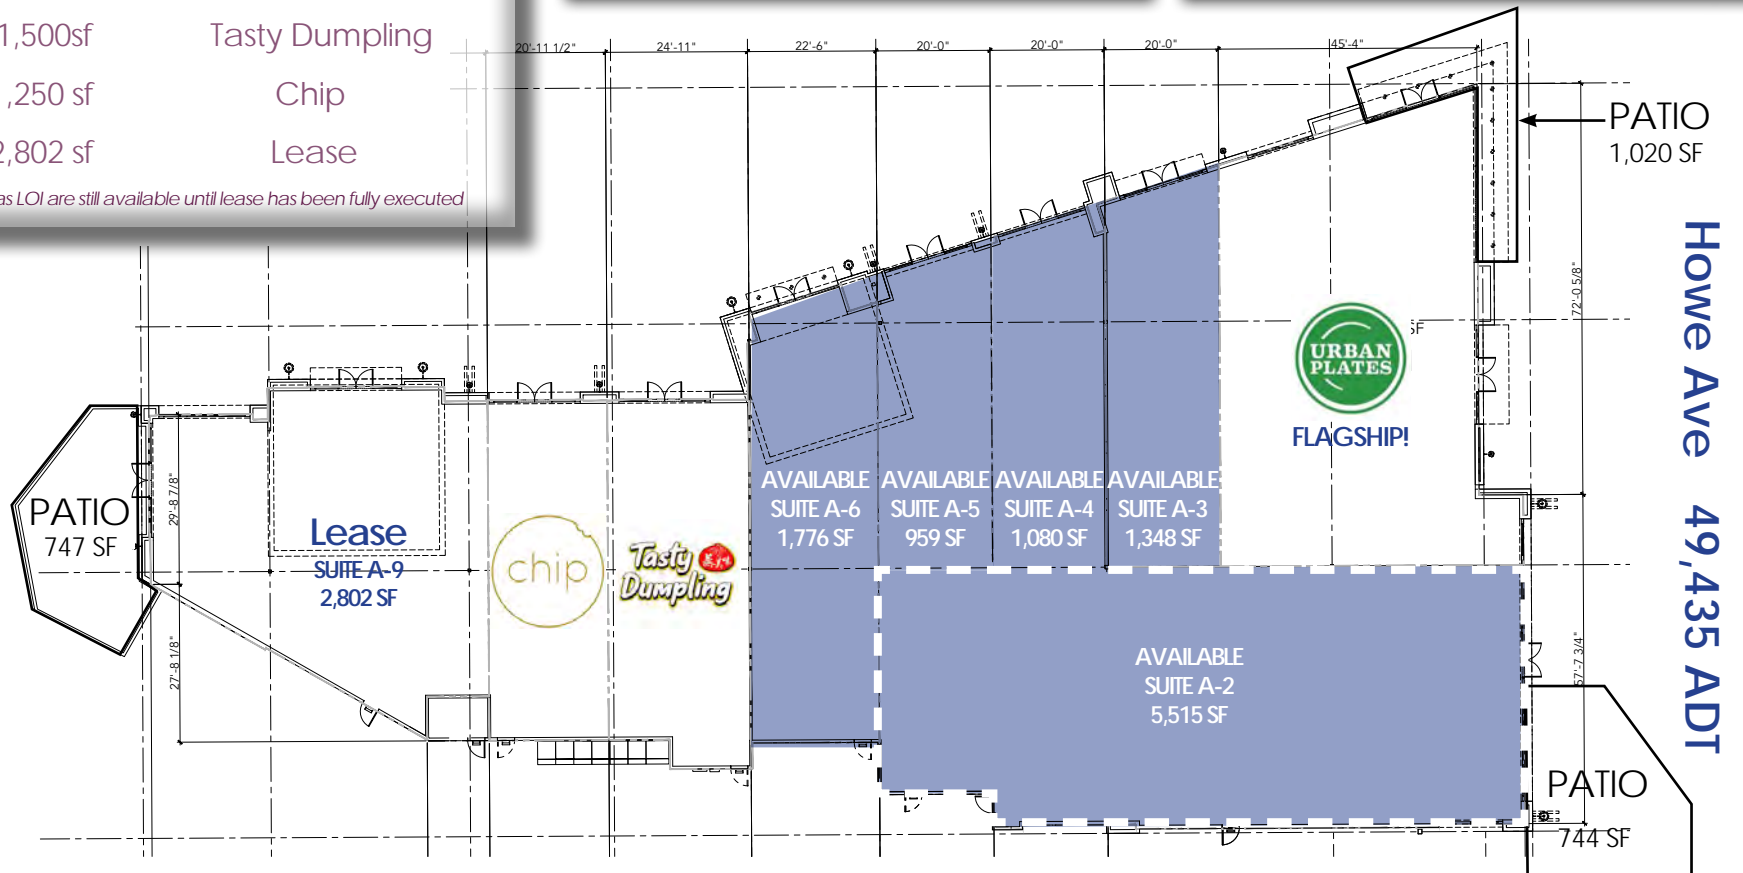 1,500sf Tasty Dumpling
,250 sf Chip
2,802 sf Lease
as LOI are still available until lease has been fully executed
20'-11 1/2" 24'-11" 22'-6" 20'-0" 20'-0" 20'-0" 45'-4"
PATIO
1,020 SF
72'-0 5/8"
Howe Ave 49,435 ADT
SF
URBAN
PLATES
FLAGSHIP!
AVAILABLE
SUITE A-6
1,776 SF
AVAILABLE
SUITE A-5
959 SF
AVAILABLE
SUITE A-4
1,080 SF
AVAILABLE
SUITE A-3
1,348 SF
PATIO
747 SF
29'-8 7/8"
27'-8 1/8"
Lease
SUITE A-9
2,802 SF
chip
Tasty
Dumpling
AVAILABLE
SUITE A-2
5,515 SF
57'-7 3/4"
PATIO
744 SF